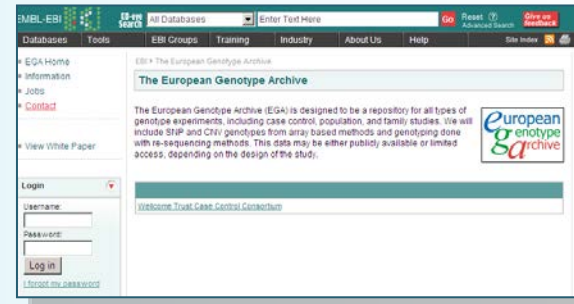 EMBL-EBI
EB-eye Search All Databases Enter Text Here Go Reset Advanced Search Give us feedback
Databases Tools EBI Groups Training Industry About Us Help Site Index
EGA Home
Information
Jobs
Contact
View White Paper
Login
Username:
Password:
Log in
I forgot my password
EBI > The European Genotype Archive
The European Genotype Archive
The European Genotype Archive (EGA) is designed to be a repository for all types of
genotype experiments, including case control, population, and family studies. We will
include SNP and CNV genotypes from array based methods and genotyping done
with re-sequencing methods. This data may be either publicly available or limited
access, depending on the design of the study.
european
genotype
archive
Wellcome Trust Case Control Consortium